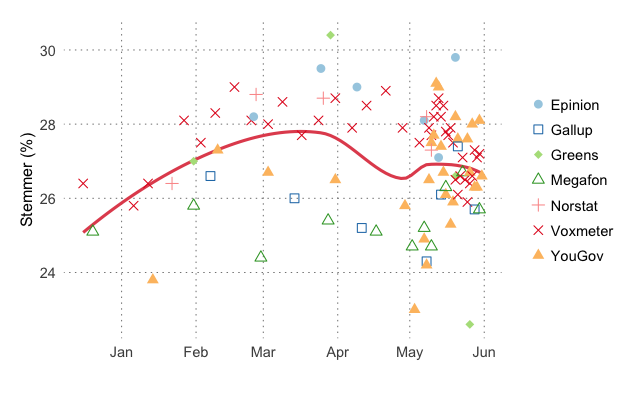 30
28
26
24
Stemmer (%)
Jan Feb Mar Apr May Jun
Epinion
Gallup
Greens
Megafon
Norstat
Voxmeter
YouGov